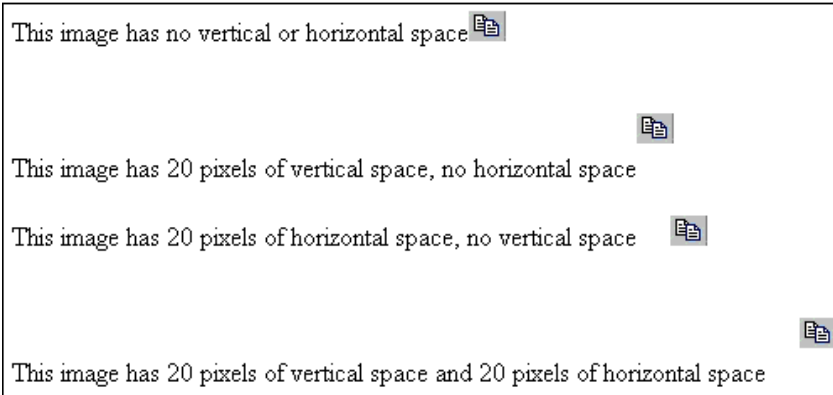 This image has no vertical or horizontal space
This image has 20 pixels of vertical space, no horizontal space
This image has 20 pixels of horizontal space, no vertical space
This image has 20 pixels of vertical space and 20 pixels of horizontal space